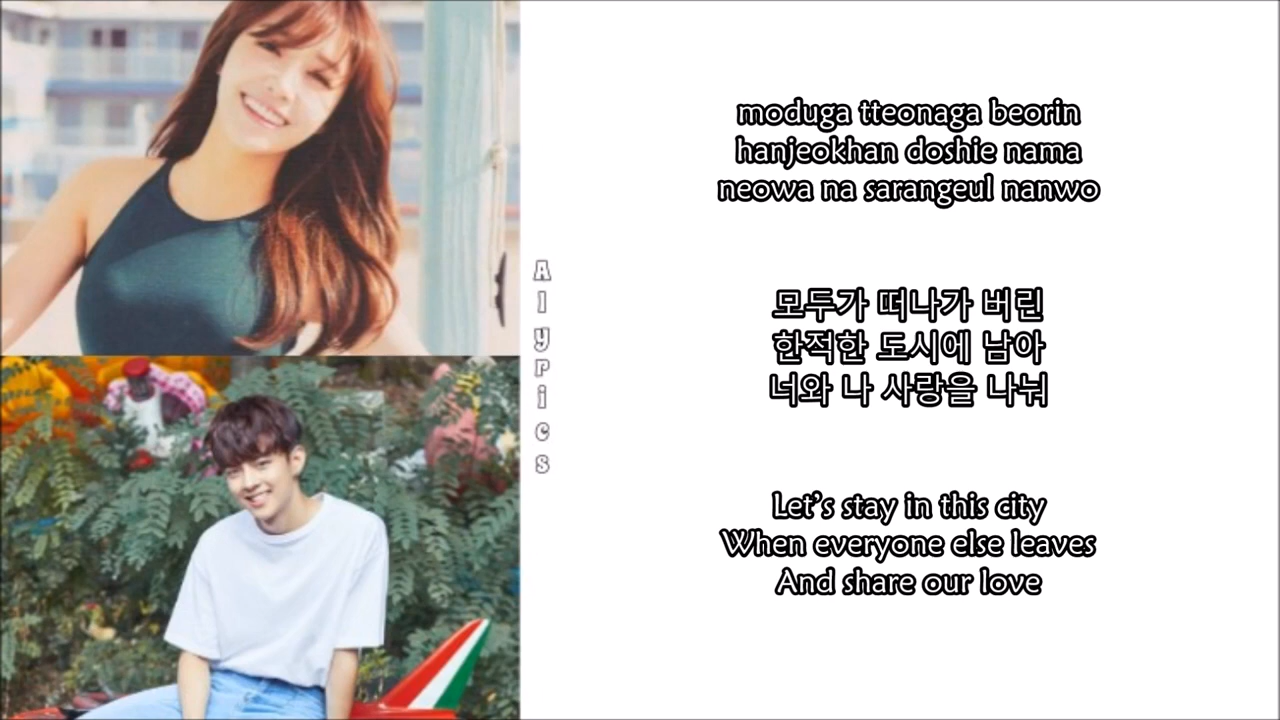 Alyrics
moduga tteonaga beorin
hanjeokhan doshie nama
neowa na sarangeul nanwo
모두가 떠나가 버린
한적한 도시에 남아
너와 나 사랑을 나눠
Let's stay in this city
When everyone else leaves
And share our love